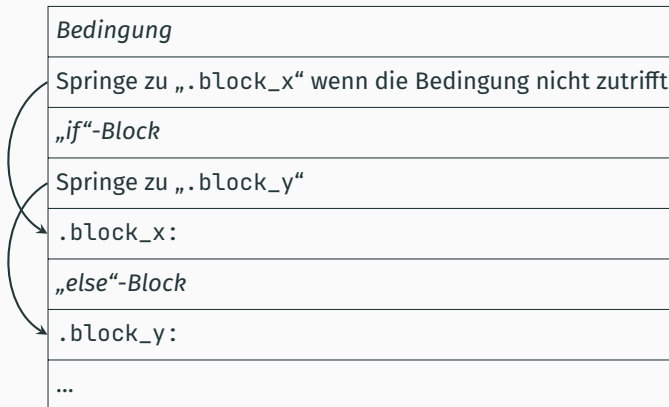 Bedingung
Springe zu „.block_x“ wenn die Bedingung nicht zutrifft
„if“-Block
Springe zu „.block_y“
.block_x:
„else“-Block
.block_y:
...